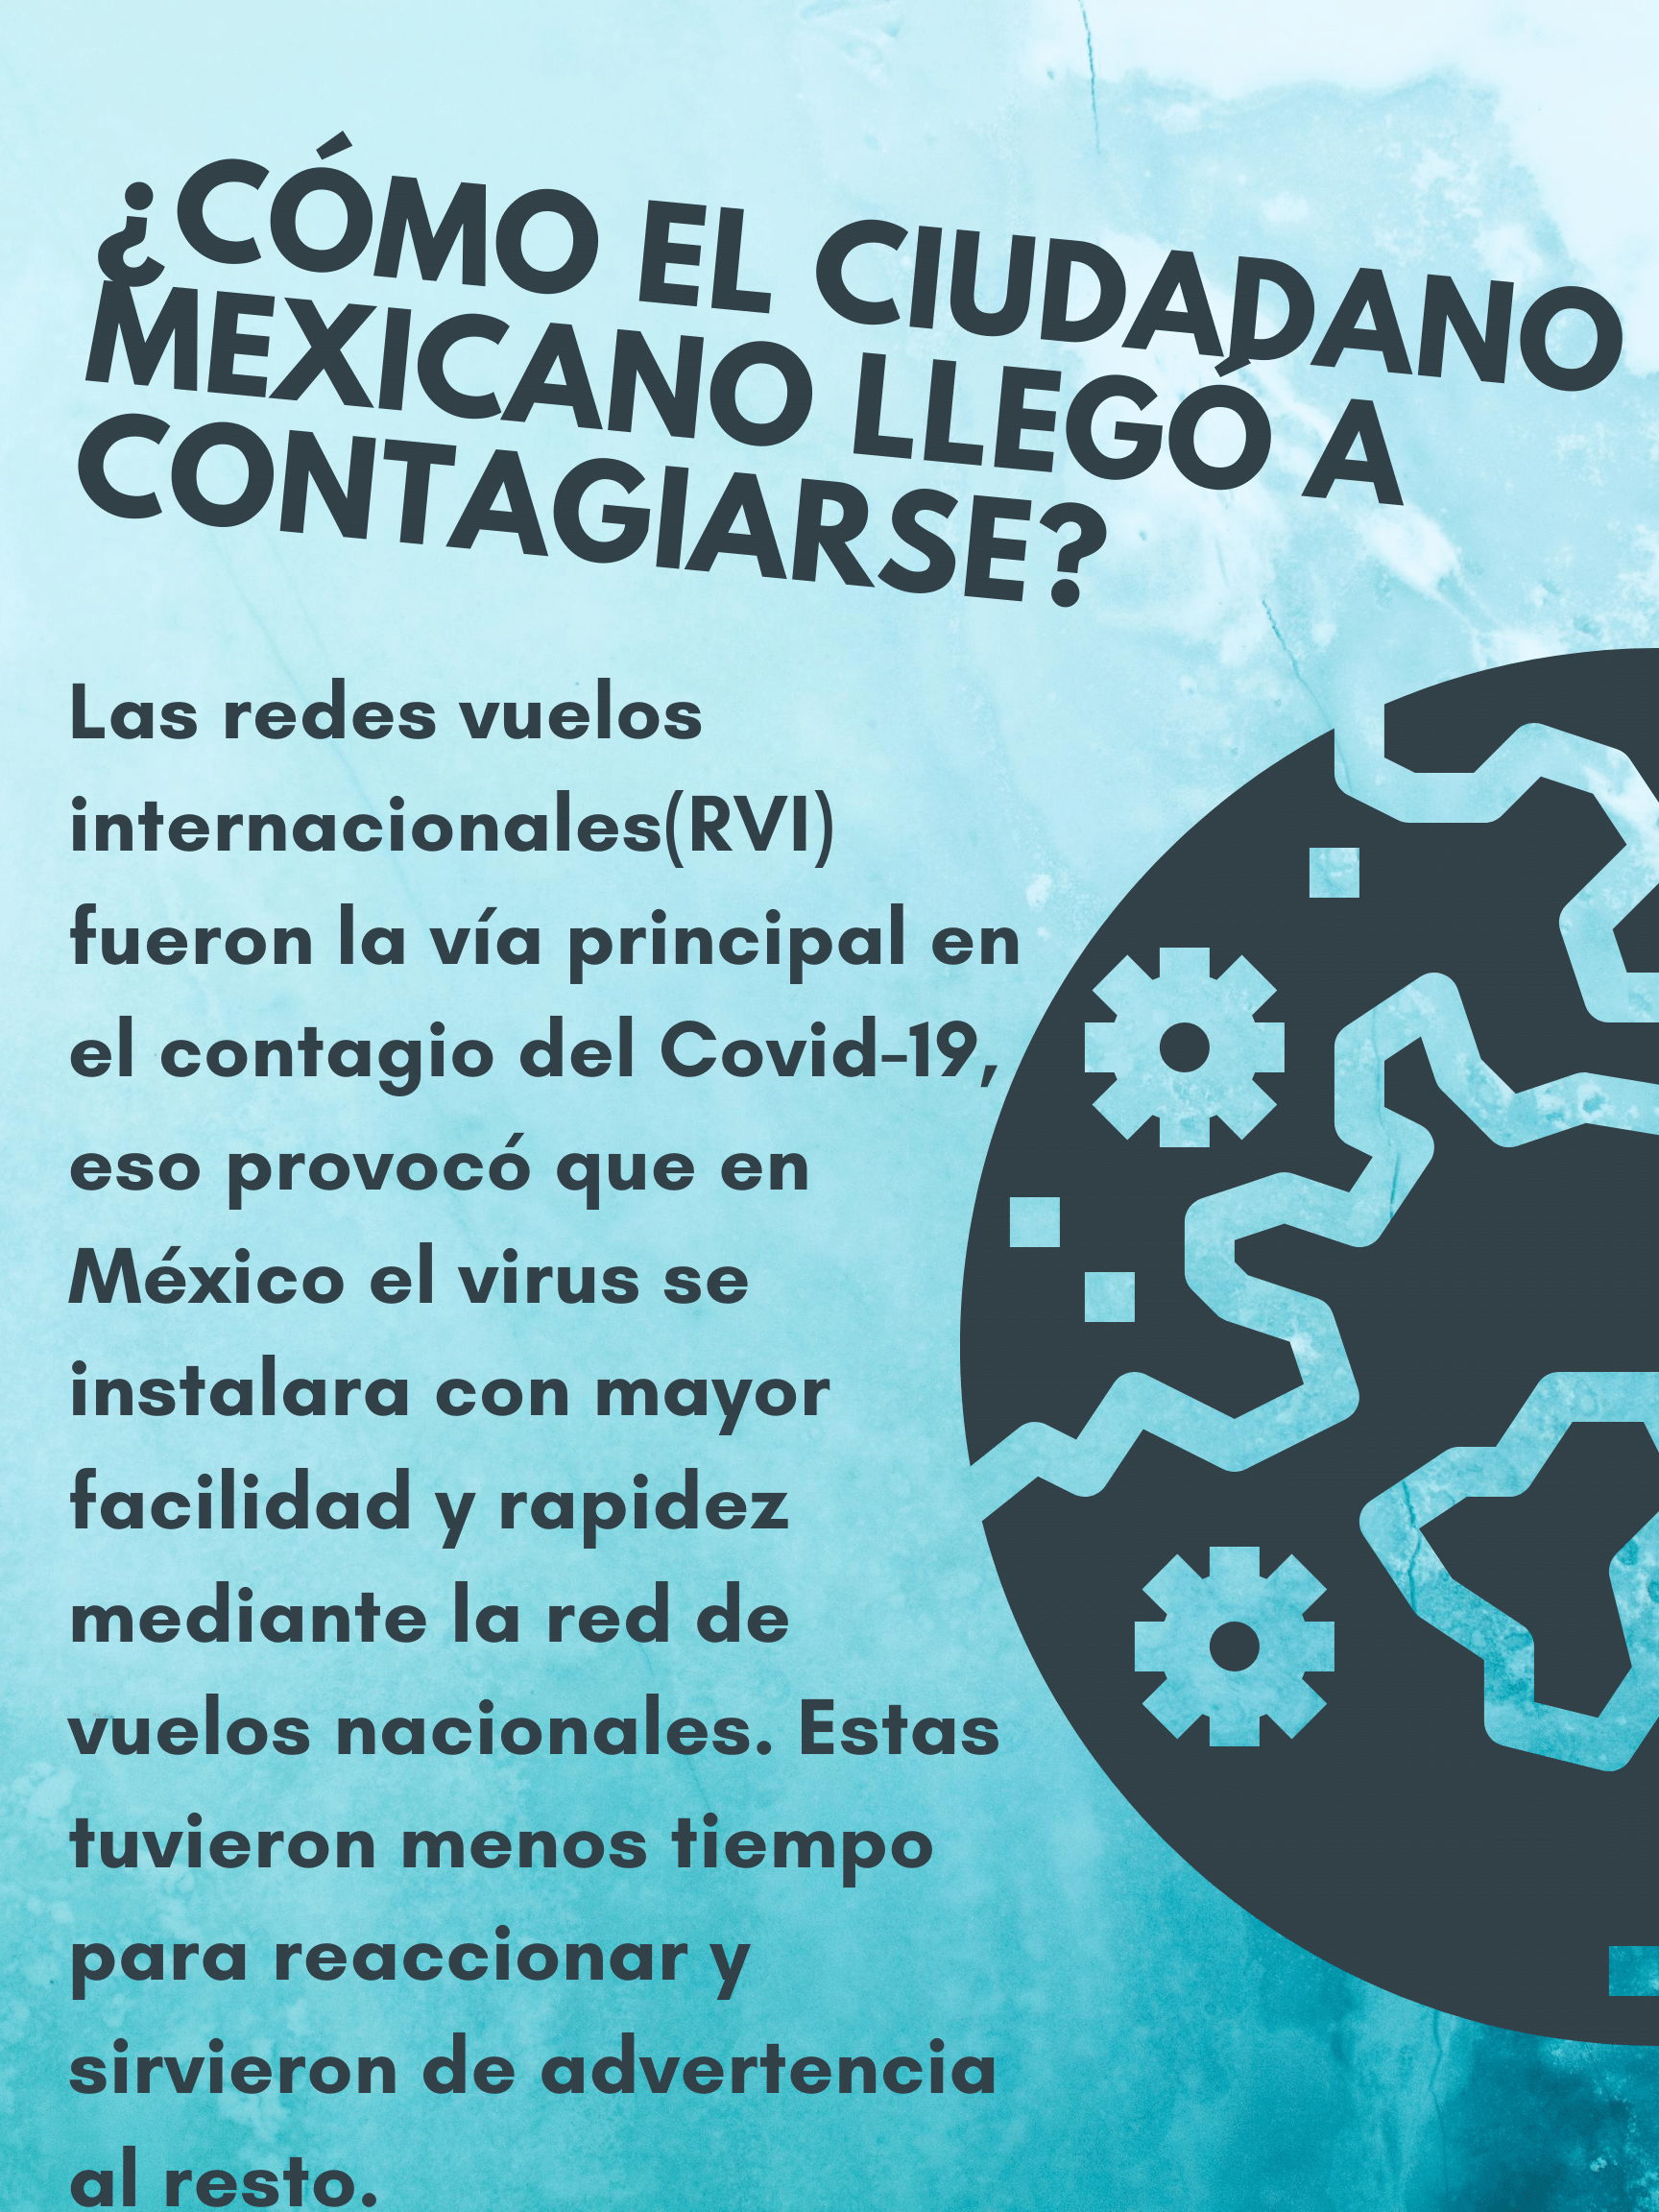 ¿CÓMO EL CIUDADANO
MEXICANO LLEGÓ A
CONTAGIARSE?
Las redes vuelos
internacionales(RVI)
fueron la vía principal en
el contagio del Covid-19,
eso provocó que en
México el virus se
instalara con mayor
facilidad y rapidez
mediante la red de
vuelos nacionales. Estas
tuvieron menos tiempo
para reaccionar y
sirvieron de advertencia
al resto.